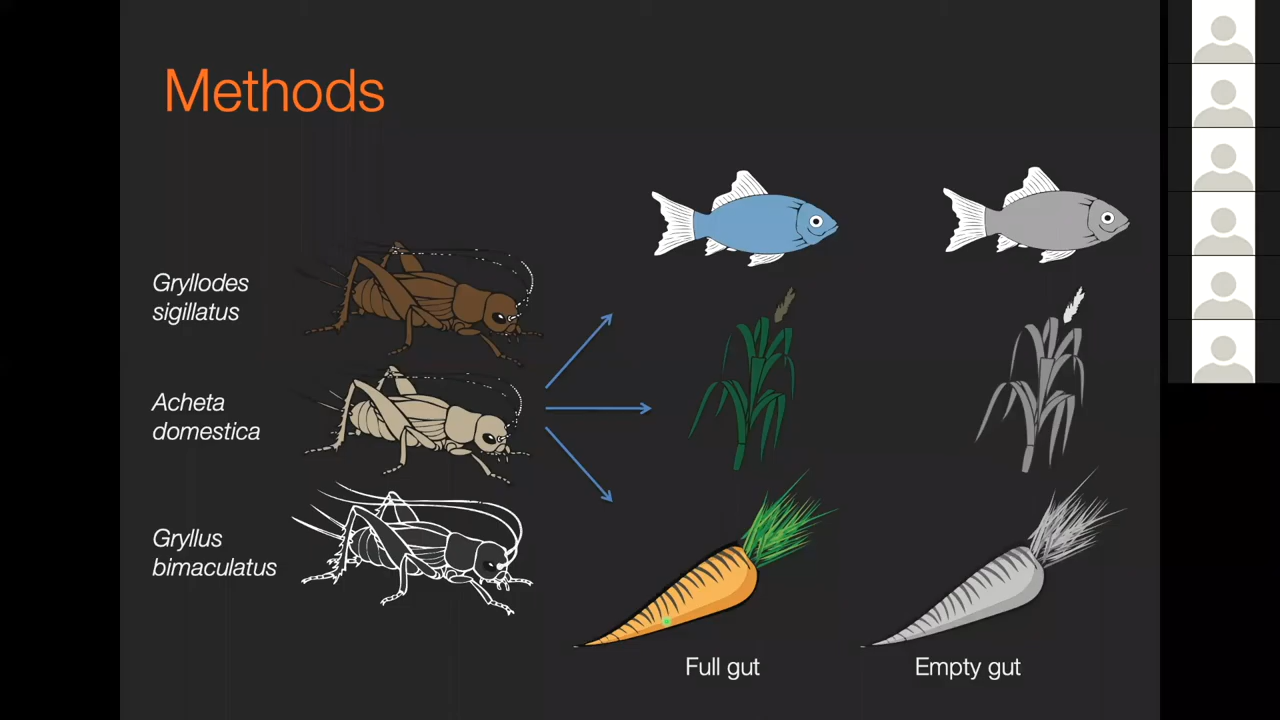 Methods
Gryllodes
sigillatus
Acheta
domestica
Gryllus
bimaculatus
Full gut
Empty gut